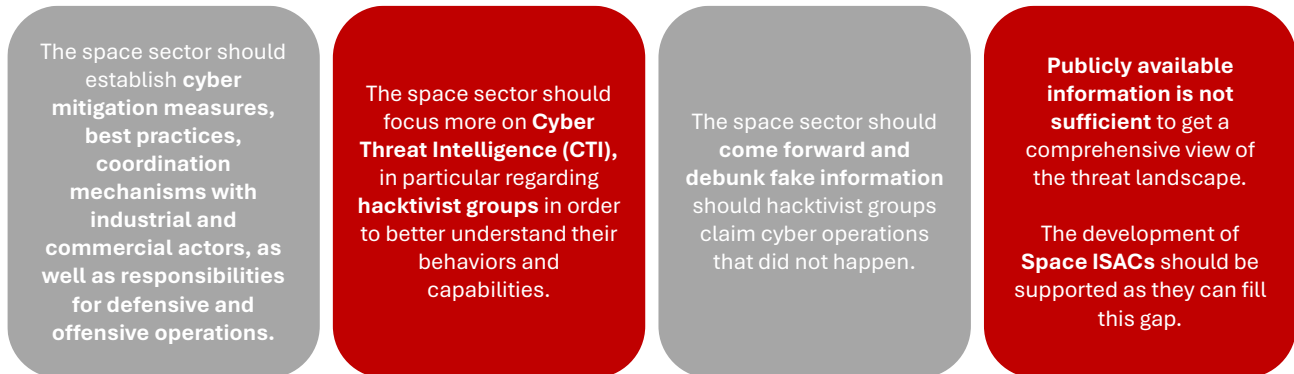 The space sector should
establish cyber
mitigation measures,
best practices,
coordination
mechanisms with
industrial and
commercial actors, as
well as responsibilities
for defensive and
offensive operations.
The space sector should
focus more on Cyber
Threat Intelligence (CTI),
in particular regarding
hacktivist groups in order
to better understand their
behaviors and
capabilities.
The space sector should
come forward and
debunk fake information
should hacktivist groups
claim cyber operations
that did not happen.
Publicly available
information is not
sufficient to get a
comprehensive view of
the threat landscape.
The development of
Space ISACs should be
supported as they can fill
this gap.